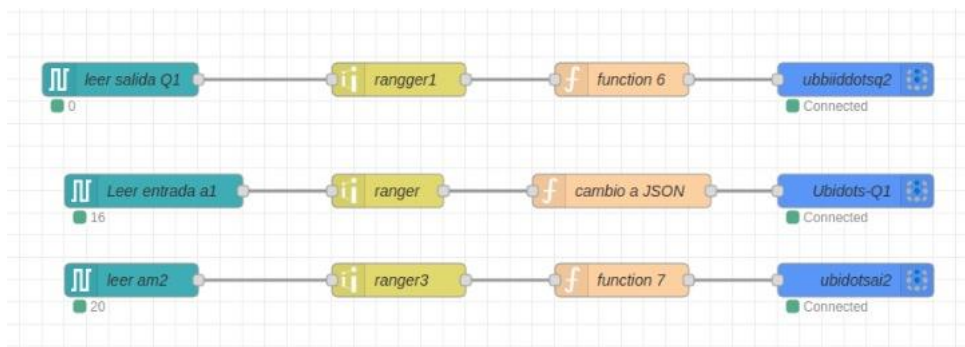 leer salida Q1
rangger1
function 6
ubbiiddotsq2
0
Connected
Leer entrada a1
ranger
cambio a JSON
Ubidots-Q1
16
Connected
leer am2
ranger3
function 7
ubidotsai2
20
Connected